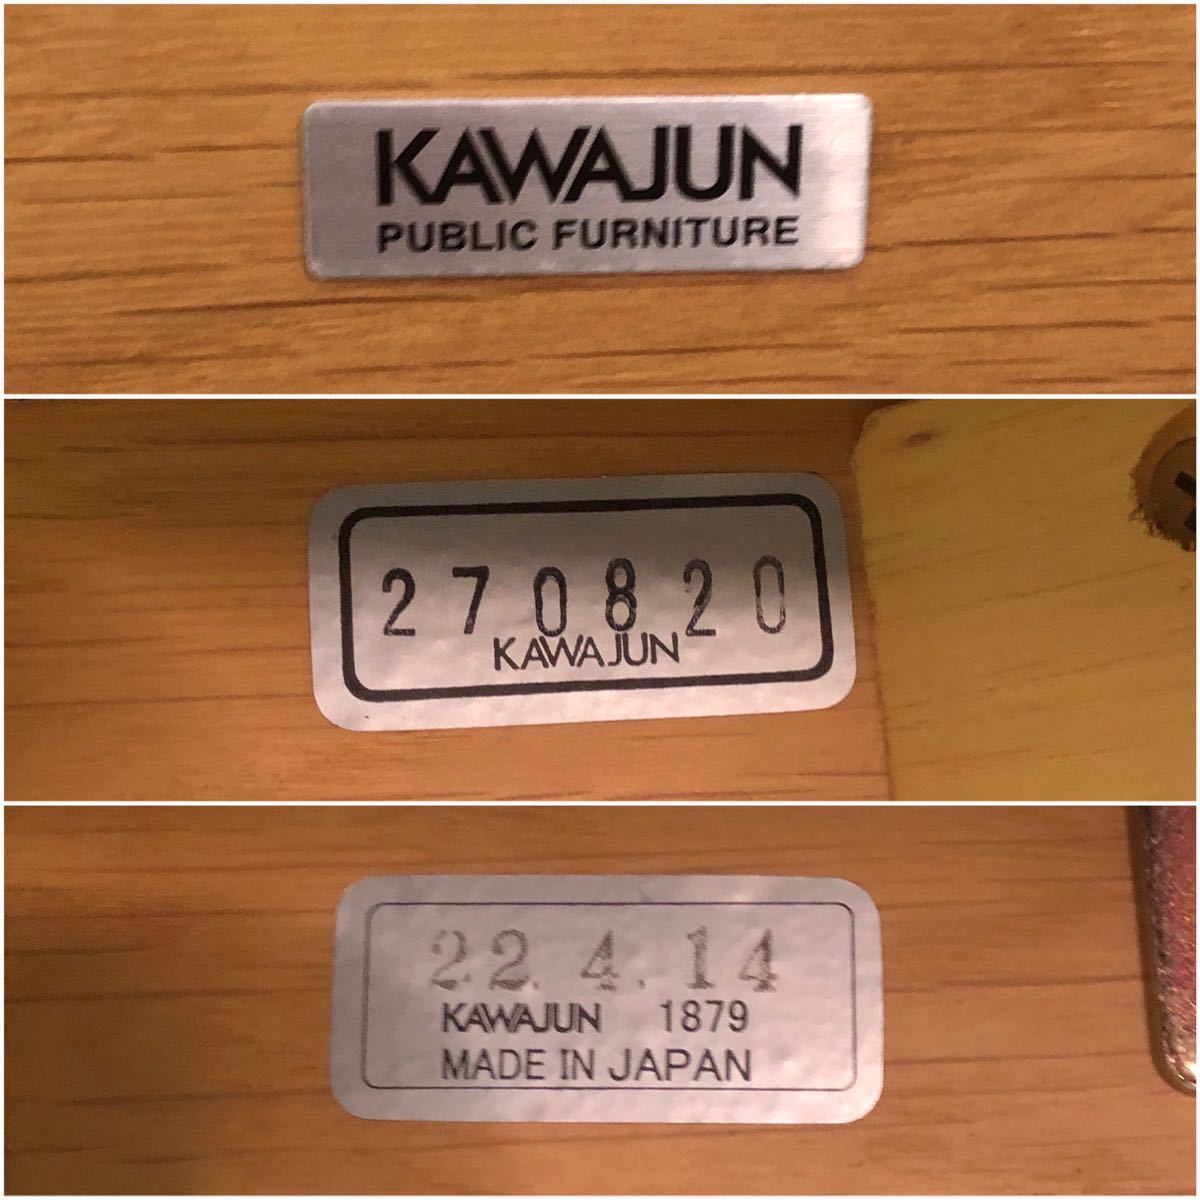 KAWAJUN
PUBLIC FURNITURE
270820
KAWAJUN
22.4.14
KAWAJUN 1879
MADE IN JAPAN